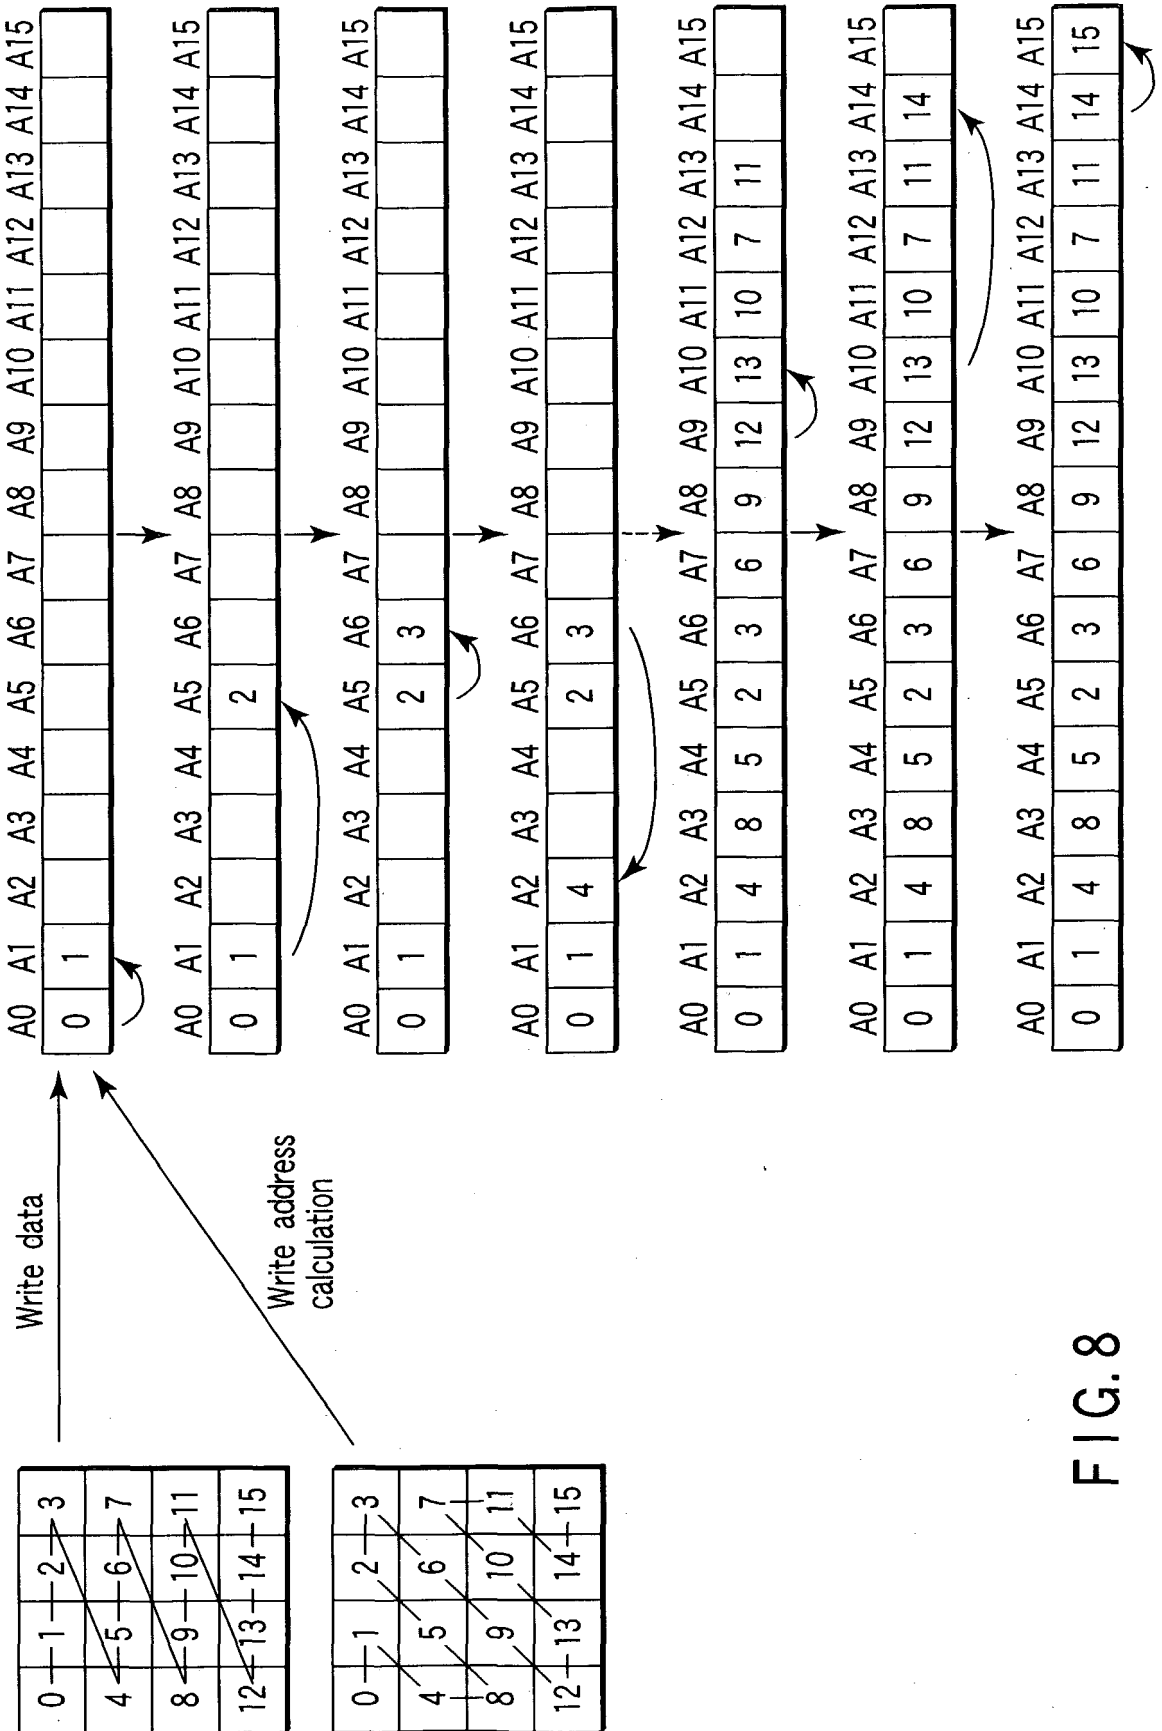 0 1 2 3
4 5 6 7
8 9 10 11
12 13 14 15
Write data
0 1 2 3
4 5 6 7
8 9 10 11
12 13 14 15
Write address
calculation
A0 A1 A2 A3 A4 A5 A6 A7 A8 A9 A10 A11 A12 A13 A14 A15
0 1
A0 A1 A2 A3 A4 A5 A6 A7 A8 A9 A10 A11 A12 A13 A14 A15
0 1 2
A0 A1 A2 A3 A4 A5 A6 A7 A8 A9 A10 A11 A12 A13 A14 A15
0 1 2 3
A0 A1 A2 A3 A4 A5 A6 A7 A8 A9 A10 A11 A12 A13 A14 A15
0 1 4 2 3
A0 A1 A2 A3 A4 A5 A6 A7 A8 A9 A10 A11 A12 A13 A14 A15
0 1 4 8 5 2 3 6 9 12 13 10 7 11
A0 A1 A2 A3 A4 A5 A6 A7 A8 A9 A10 A11 A12 A13 A14 A15
0 1 4 8 5 2 3 6 9 12 13 10 7 11 14
A0 A1 A2 A3 A4 A5 A6 A7 A8 A9 A10 A11 A12 A13 A14 A15
0 1 4 8 5 2 3 6 9 12 13 10 7 11 14 15
FIG. 8